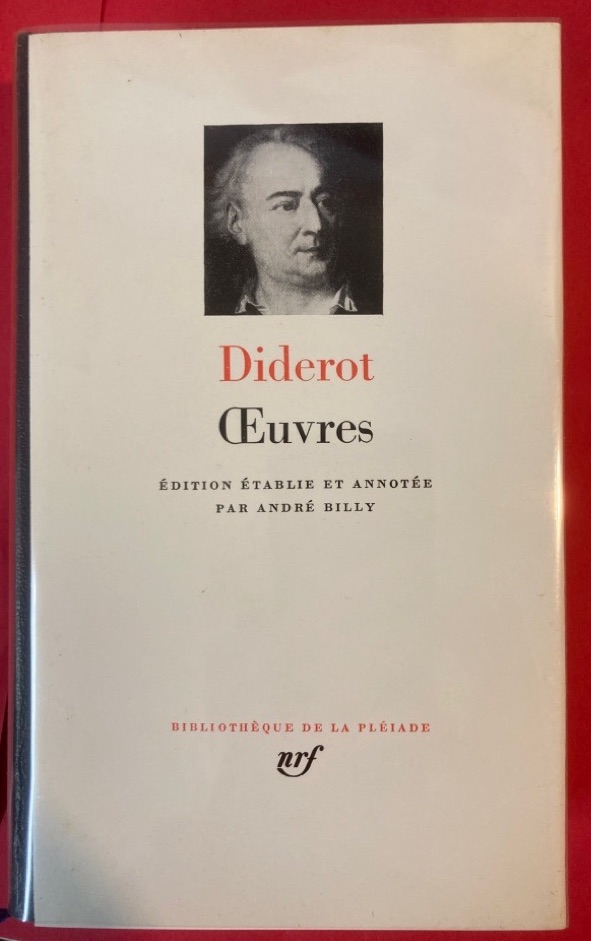 Diderot
Œuvres
ÉDITION ÉTABLIE ET ANNOTÉE
PAR ANDRÉ BILLY
BIBLIOTHÈQUE DE LA PLÉIADE
nrf